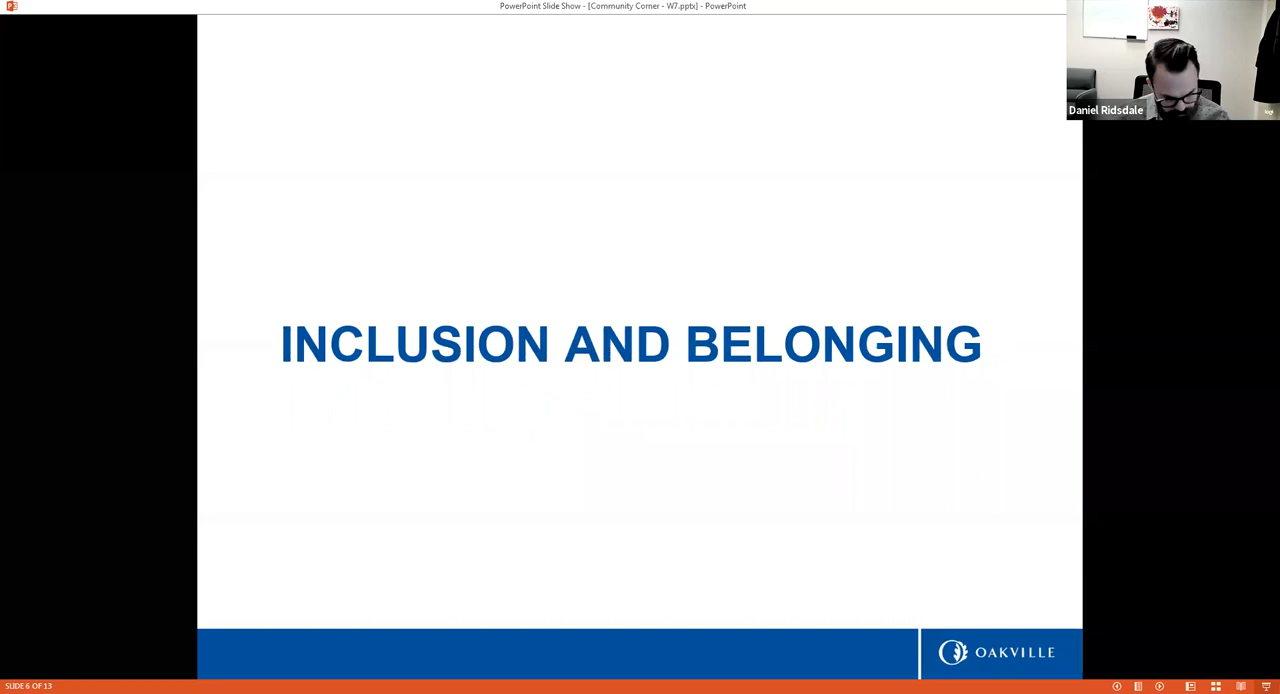 PowerPoint Slide Show - [Community Corner - W7.pptx] - PowerPoint
Daniel Ridsdale
INCLUSION AND BELONGING
OAKVILLE
SLIDE 6 OF 13